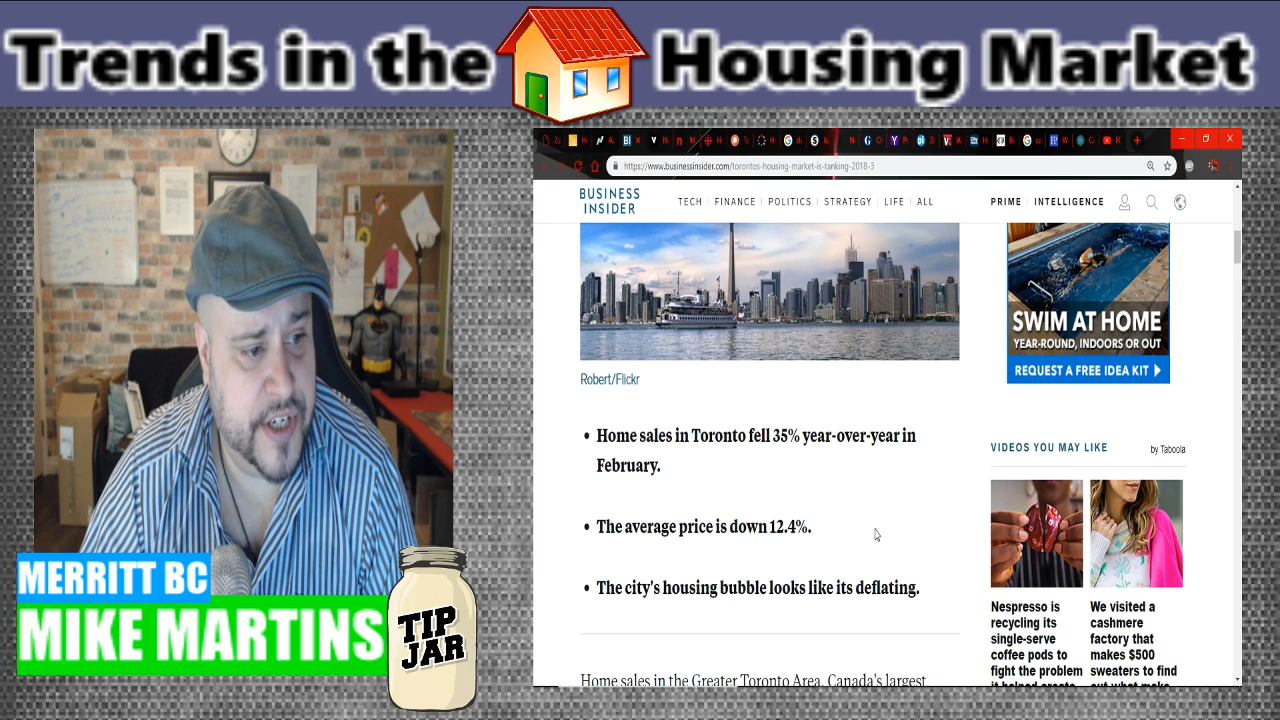 Trends in the Housing Market
https://www.businessinsider.com/torontos-housing-market-is-tanking-2018-3
BUSINESS
INSIDER
TECH FINANCE POLITICS STRATEGY LIFE ALL
PRIME INTELLIGENCE
Robert/Flickr
• Home sales in Toronto fell 35% year-over-year in
February.
• The average price is down 12.4%.
• The city's housing bubble looks like its deflating.
Home sales in the Greater Toronto Area, Canada's largest
SWIM AT HOME
YEAR-ROUND, INDOORS OR OUT
REQUEST A FREE IDEA KIT
VIDEOS YOU MAY LIKE
by Taboola
Nespresso is
recycling its
single-serve
coffee pods to
fight the problem
We visited a
cashmere
factory that
makes $500
sweaters to find
MERRITT BC
MIKE MARTINS
TIP
JAR